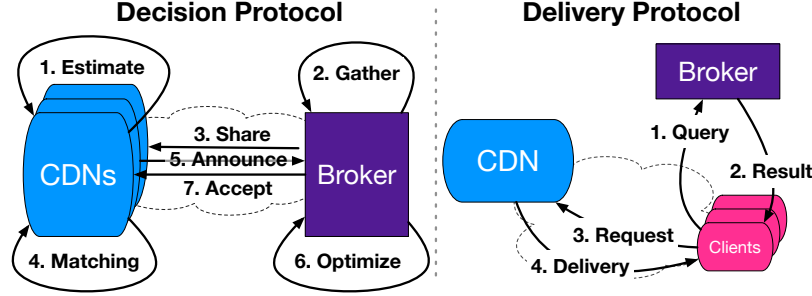 Decision Protocol
1. Estimate
2. Gather
3. Share
5. Announce
7. Accept
CDNs
Broker
4. Matching
6. Optimize
Delivery Protocol
Broker
1. Query
CDN
2. Result
3. Request
Clients
4. Delivery